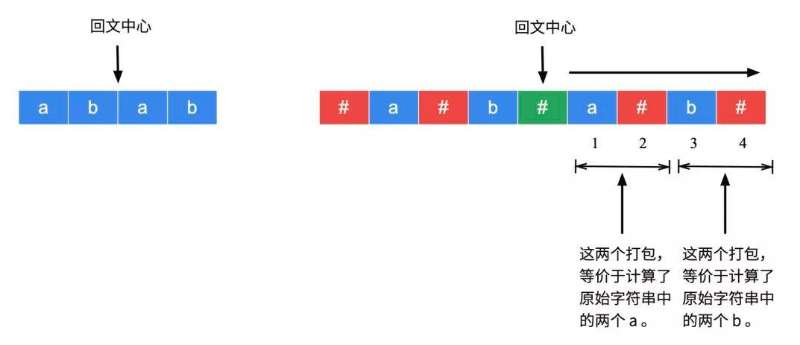 回文中心
回文中心
a b a b
# a # b # a # b #
1 2 3 4
这两个打包，
等价于计算了
原始字符串中
的两个 a 。
这两个打包，
等价于计算了
原始字符串中
的两个 b 。